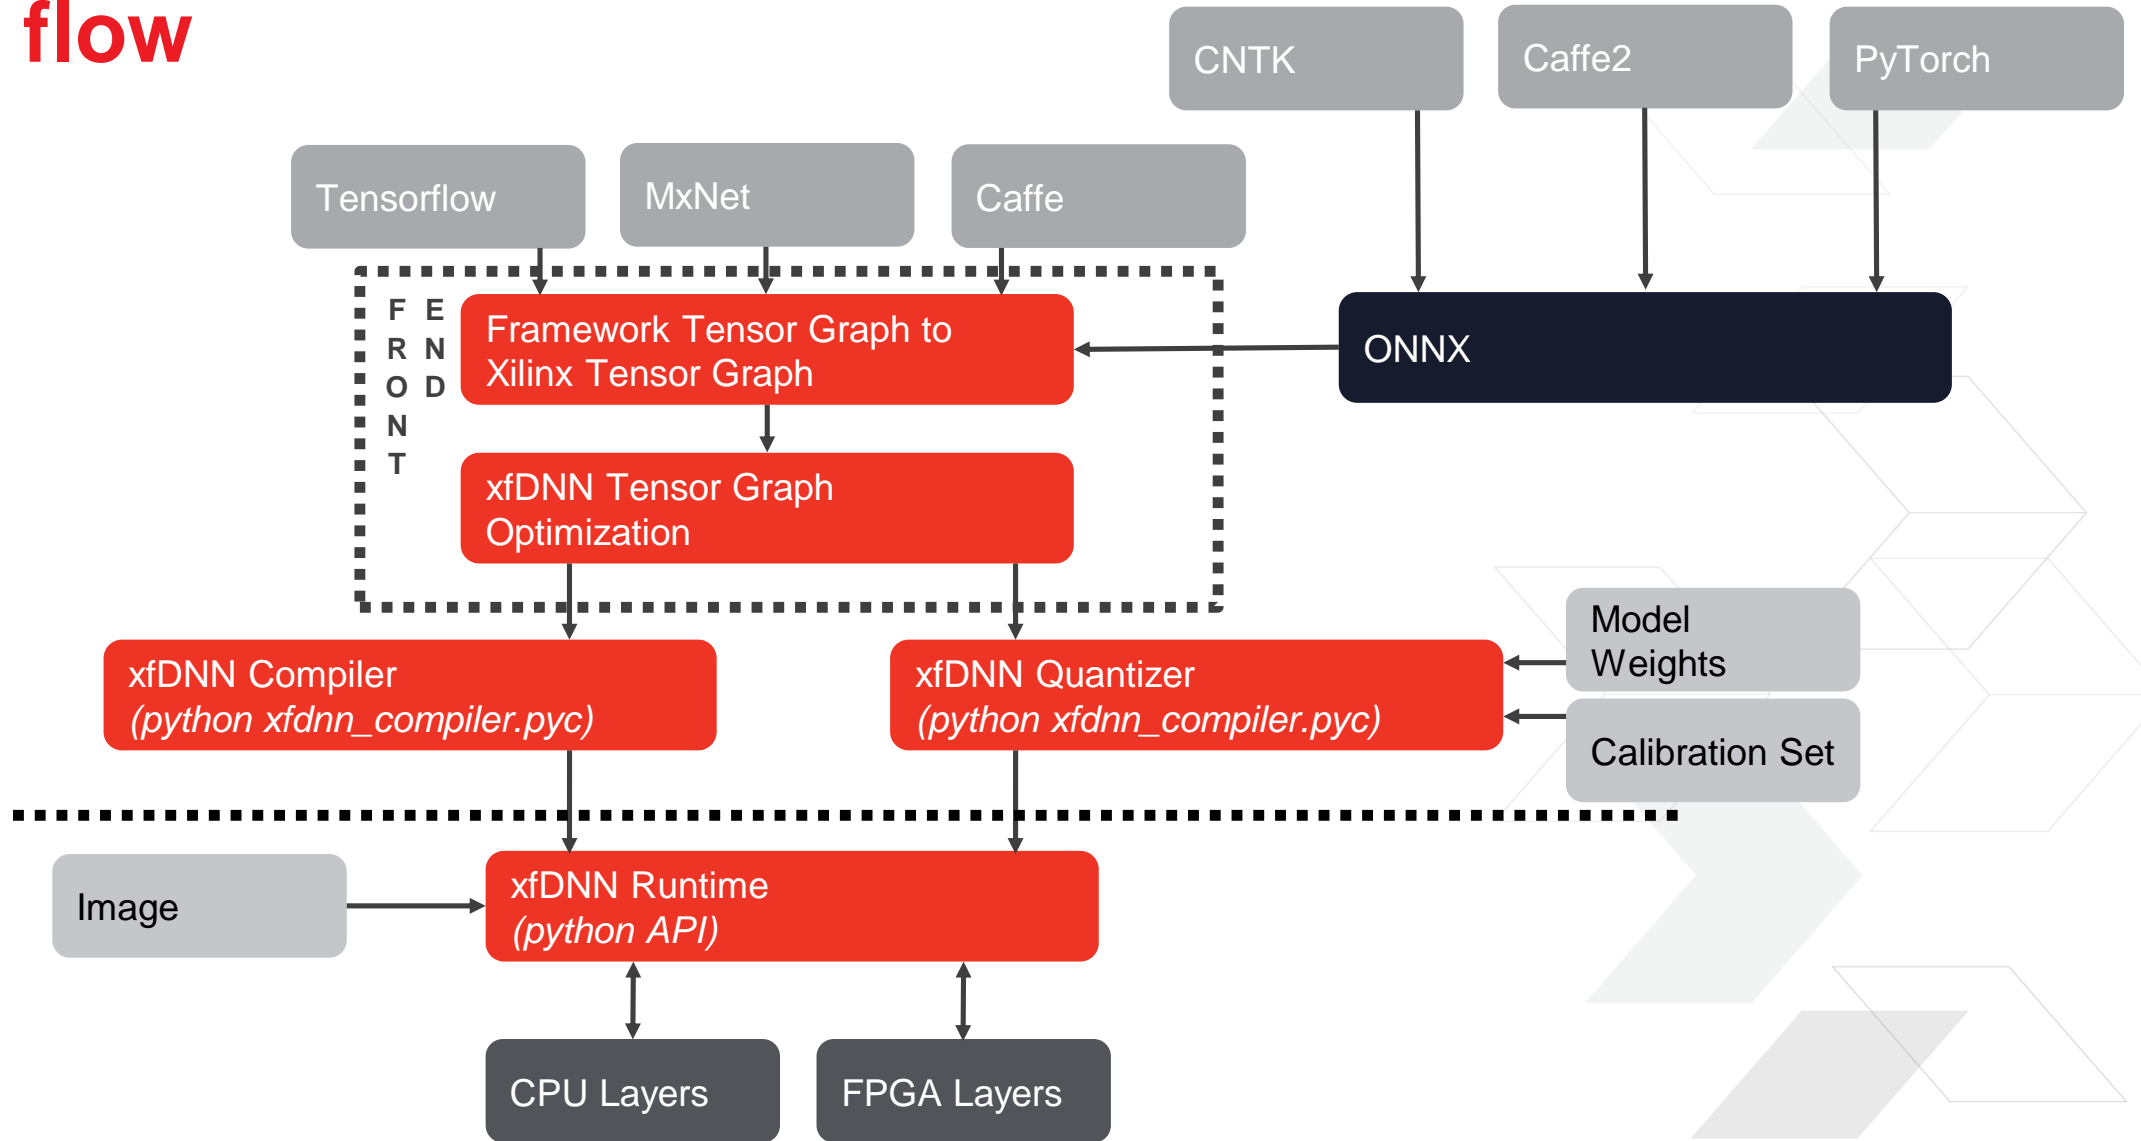 flow
CNTK
Caffe2
PyTorch
Tensorflow
MxNet
Caffe
FRONT
END
Framework Tensor Graph to
Xilinx Tensor Graph
ONNX
xfDNN Tensor Graph
Optimization
Model
Weights
xfDNN Compiler
(python xfdnn_compiler.pyc)
xfDNN Quantizer
(python xfdnn_compiler.pyc)
Calibration Set
Image
xfDNN Runtime
(python API)
CPU Layers
FPGA Layers